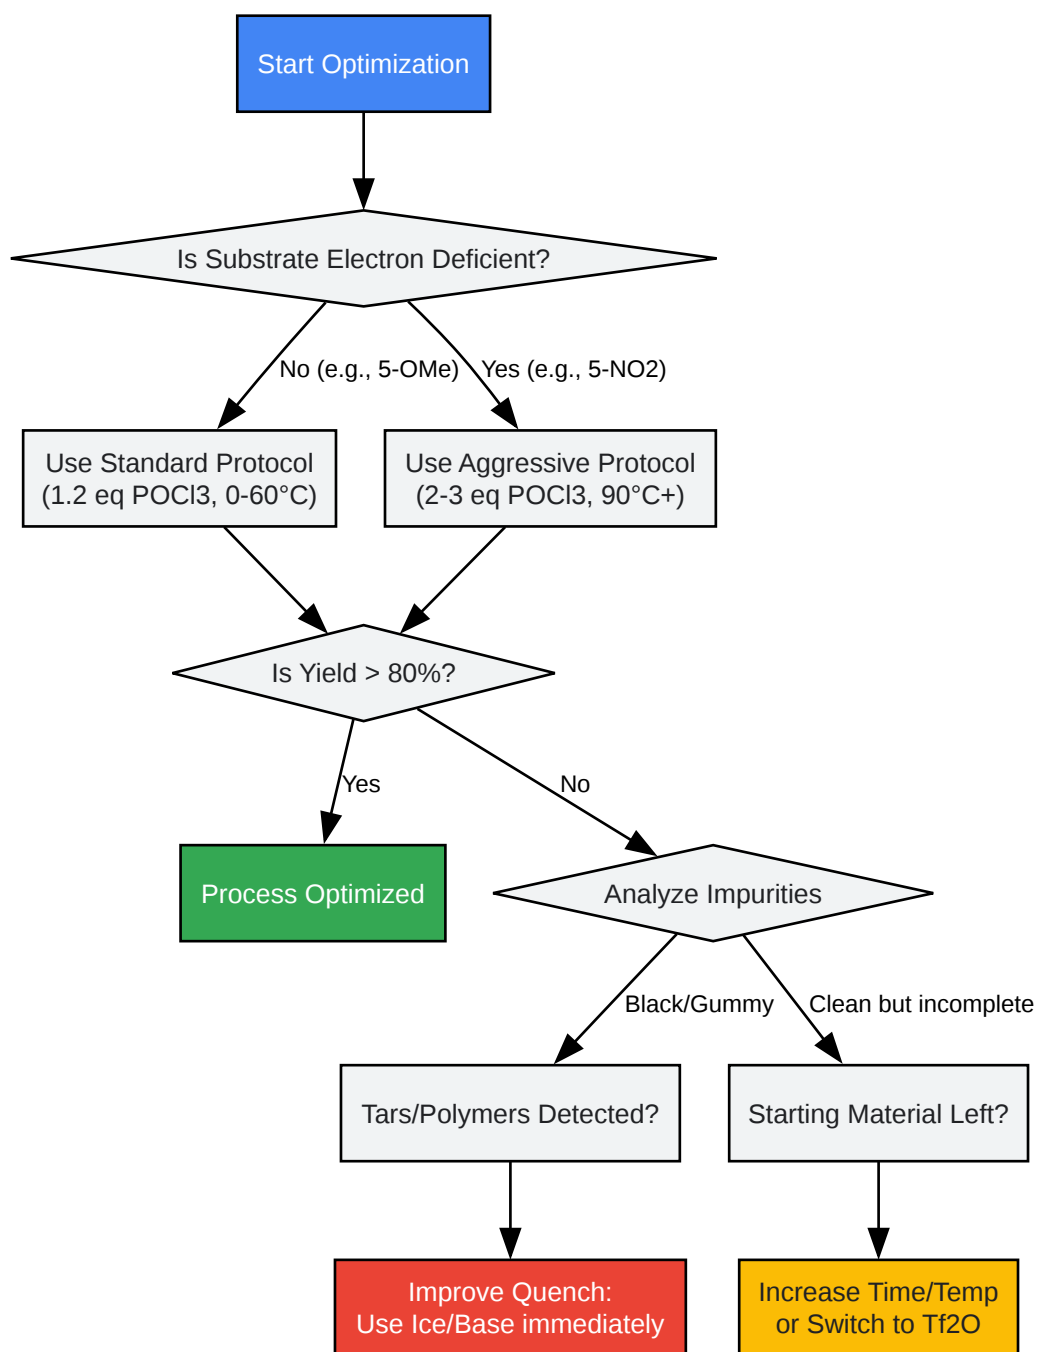 Start Optimization
Is Substrate Electron Deficient?
No (e.g., 5-OMe)
Yes (e.g., 5-NO2)
Use Standard Protocol
(1.2 eq POCl3, 0-60°C)
Use Aggressive Protocol
(2-3 eq POCl3, 90°C+)
Is Yield > 80%?
Yes
No
Process Optimized
Analyze Impurities
Black/Gummy
Clean but incomplete
Tars/Polymers Detected?
Starting Material Left?
Improve Quench:
Use Ice/Base immediately
Increase Time/Temp
or Switch to Tf2O